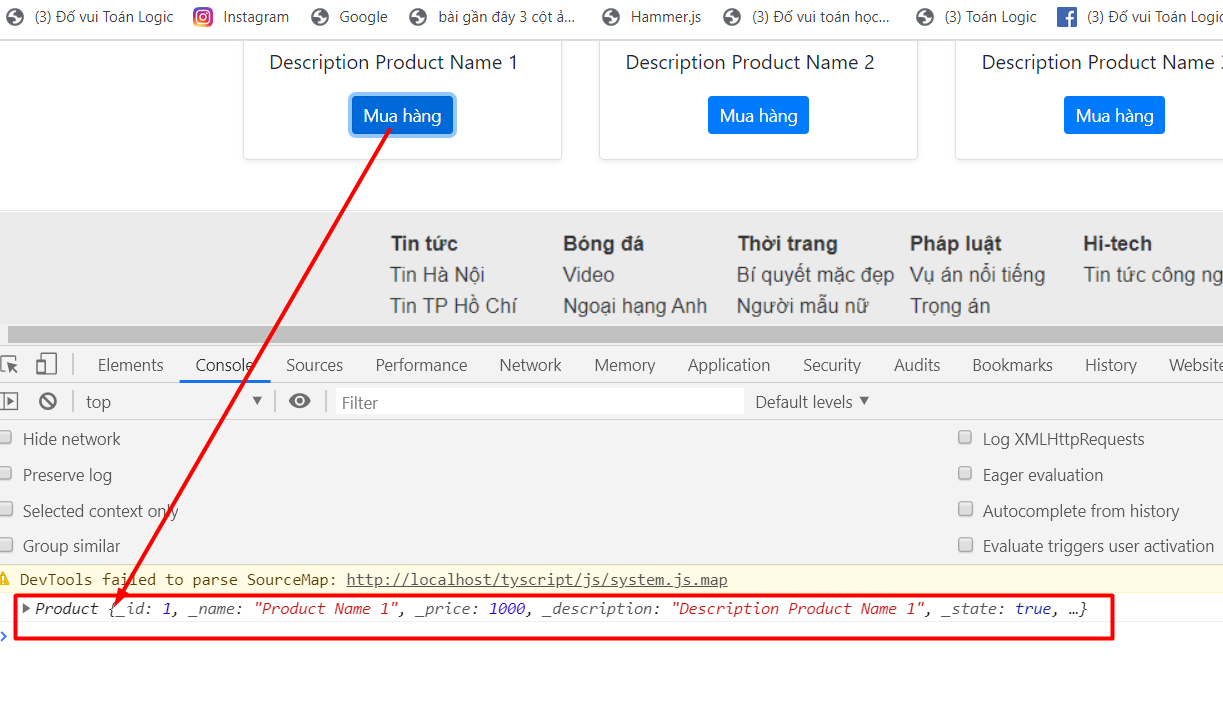 (3) Đố vui Toán Logic Instagram Google bài gần đây 3 cột ả... Hammer.js (3) Đố vui toán học... (3) Toán Logic (3) Đố vui Toán Logic
Description Product Name 1 Description Product Name 2 Description Product Name
Mua hàng Mua hàng Mua hàng
Tin tức Bóng đá Thời trang Pháp luật Hi-tech
Tin Hà Nội Video Bí quyết mặc đẹp Vụ án nổi tiếng Tin tức công ng
Tin TP Hồ Chí Ngoại hạng Anh Người mẫu nữ Trọng án
Elements Console Sources Performance Network Memory Application Security Audits Bookmarks History Website
top Filter Default levels ▼
Hide network Log XMLHttpRequests
Preserve log Eager evaluation
Selected context only Autocomplete from history
Group similar Evaluate triggers user activation
DevTools failed to parse SourceMap: http://localhost/tyscript/js/system.js.map
Product {_id: 1, _name: "Product Name 1", _price: 1000, _description: "Description Product Name 1", _state: true, …}